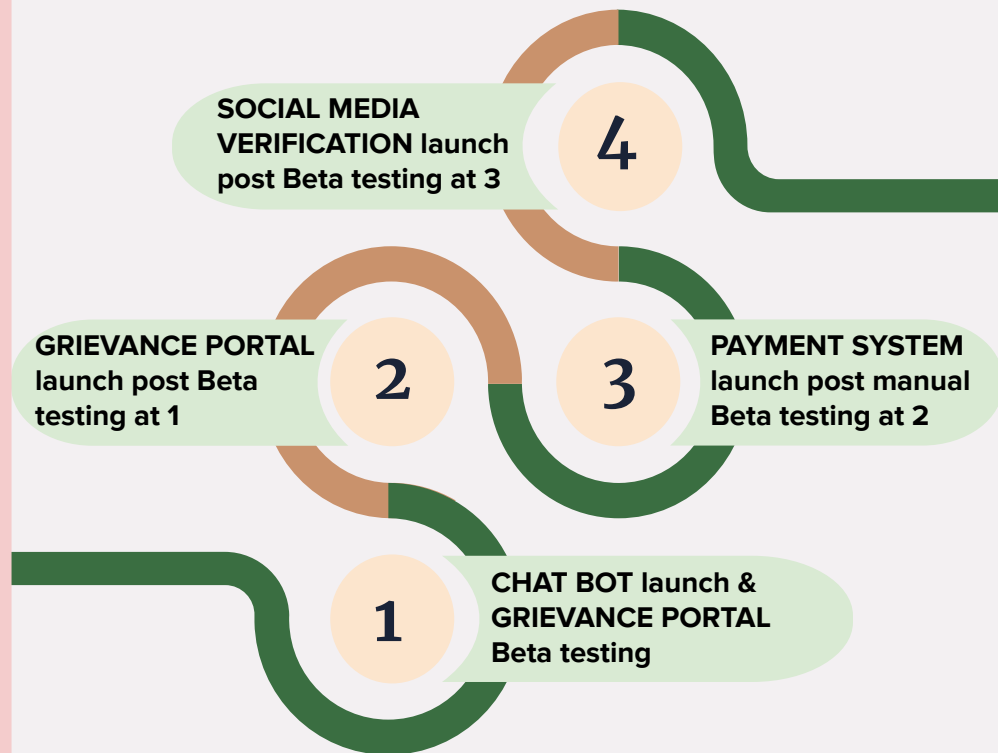 4
SOCIAL MEDIA
VERIFICATION launch
post Beta testing at 3
2
GRIEVANCE PORTAL
launch post Beta
testing at 1
3
PAYMENT SYSTEM
launch post manual
Beta testing at 2
1
CHAT BOT launch &
GRIEVANCE PORTAL
Beta testing